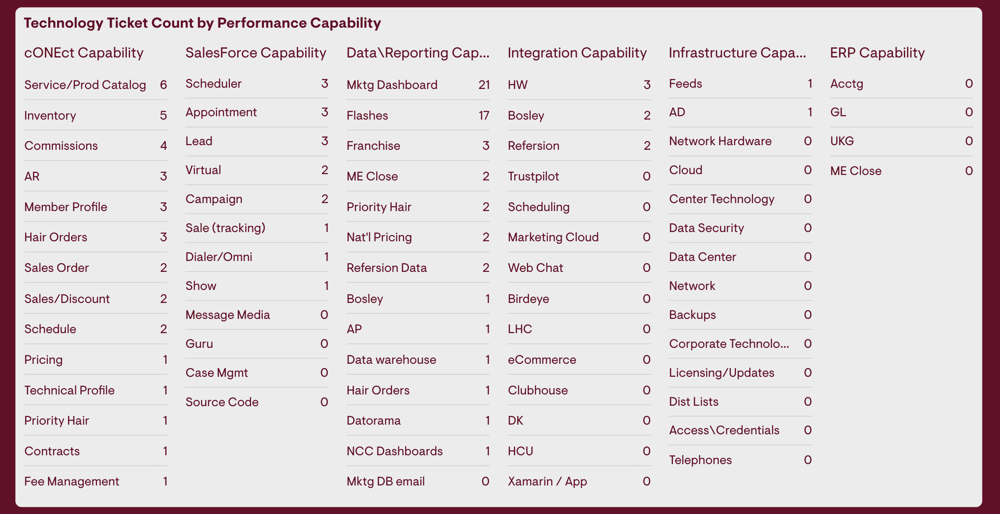 Technology Ticket Count by Performance Capability
cONEct Capability
Service/Prod Catalog 6
Inventory 5
Commissions 4
AR 3
Member Profile 3
Hair Orders 3
Sales Order 2
Sales/Discount 2
Schedule 2
Pricing 1
Technical Profile 1
Priority Hair 1
Contracts 1
Fee Management 1
SalesForce Capability
Scheduler 3
Appointment 3
Lead 3
Virtual 2
Campaign 2
Sale (tracking) 1
Dialer/Omni 1
Show 1
Message Media 0
Guru 0
Case Mgmt 0
Source Code 0
Data\Reporting Cap...
Mktg Dashboard 21
Flashes 17
Franchise 3
ME Close 2
Priority Hair 2
Nat'l Pricing 2
Refersion Data 2
Bosley 1
AP 1
Data warehouse 1
Hair Orders 1
Datorama 1
NCC Dashboards 1
Mktg DB email 0
Integration Capability
HW 3
Bosley 2
Refersion 2
Trustpilot 0
Scheduling 0
Marketing Cloud 0
Web Chat 0
Birdeye 0
LHC 0
eCommerce 0
Clubhouse 0
DK 0
HCU 0
Xamarin / App 0
Infrastructure Capa...
Feeds 1
AD 1
Network Hardware 0
Cloud 0
Center Technology 0
Data Security 0
Data Center 0
Network 0
Backups 0
Corporate Technolo... 0
Licensing/Updates 0
Dist Lists 0
Access\Credentials 0
Telephones 0
ERP Capability
Acctg 0
GL 0
UKG 0
ME Close 0